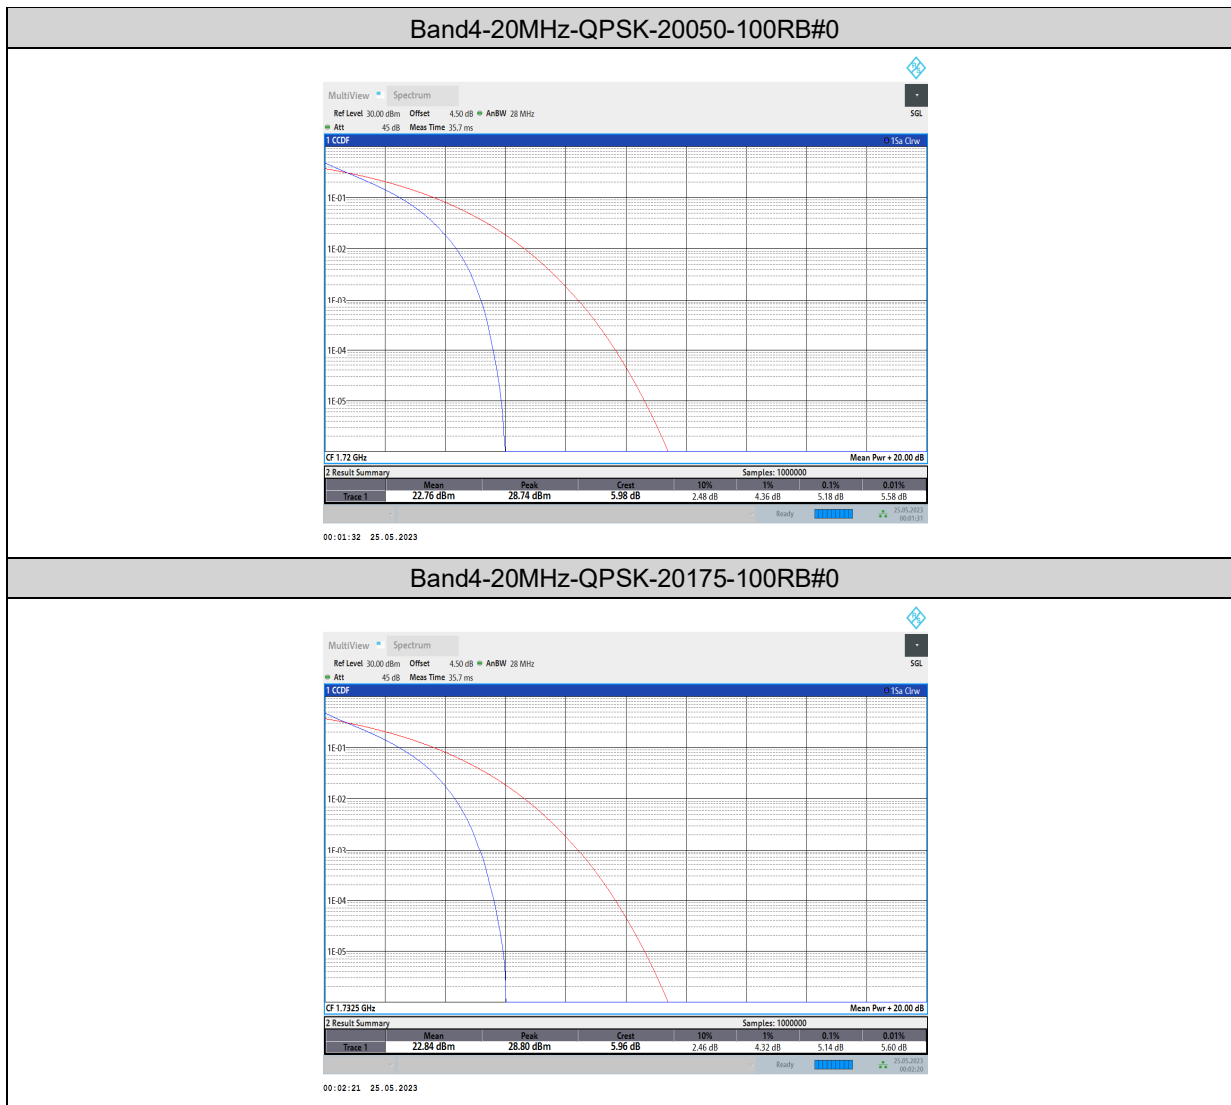 Band4-20MHz-QPSK-20050-100RB#0
MultiView Spectrum
Ref Level 30.00 dBm Offset 4.50 dB AnBW 28 MHz SGL
Att 45 dB Meas Time 35.7 ms
1 CCDF 1Sa Clrw
1E-01
1E-02
1E-03
1E-04
1E-05
CF 1.72 GHz Mean Pwr + 20.00 dB
2 Result Summary Samples: 1000000
Mean Peak Crest 10% 1% 0.1% 0.01%
Trace 1 22.76 dBm 28.74 dBm 5.98 dB 2.48 dB 4.36 dB 5.18 dB 5.58 dB
Ready 25.05.2023
00:01:31
00:01:32 25.05.2023
Band4-20MHz-QPSK-20175-100RB#0
MultiView Spectrum
Ref Level 30.00 dBm Offset 4.50 dB AnBW 28 MHz SGL
Att 45 dB Meas Time 35.7 ms
1 CCDF 1Sa Clrw
1E-01
1E-02
1E-03
1E-04
1E-05
CF 1.7325 GHz Mean Pwr + 20.00 dB
2 Result Summary Samples: 1000000
Mean Peak Crest 10% 1% 0.1% 0.01%
Trace 1 22.84 dBm 28.80 dBm 5.96 dB 2.46 dB 4.32 dB 5.14 dB 5.60 dB
Ready 25.05.2023
00:02:20
00:02:21 25.05.2023